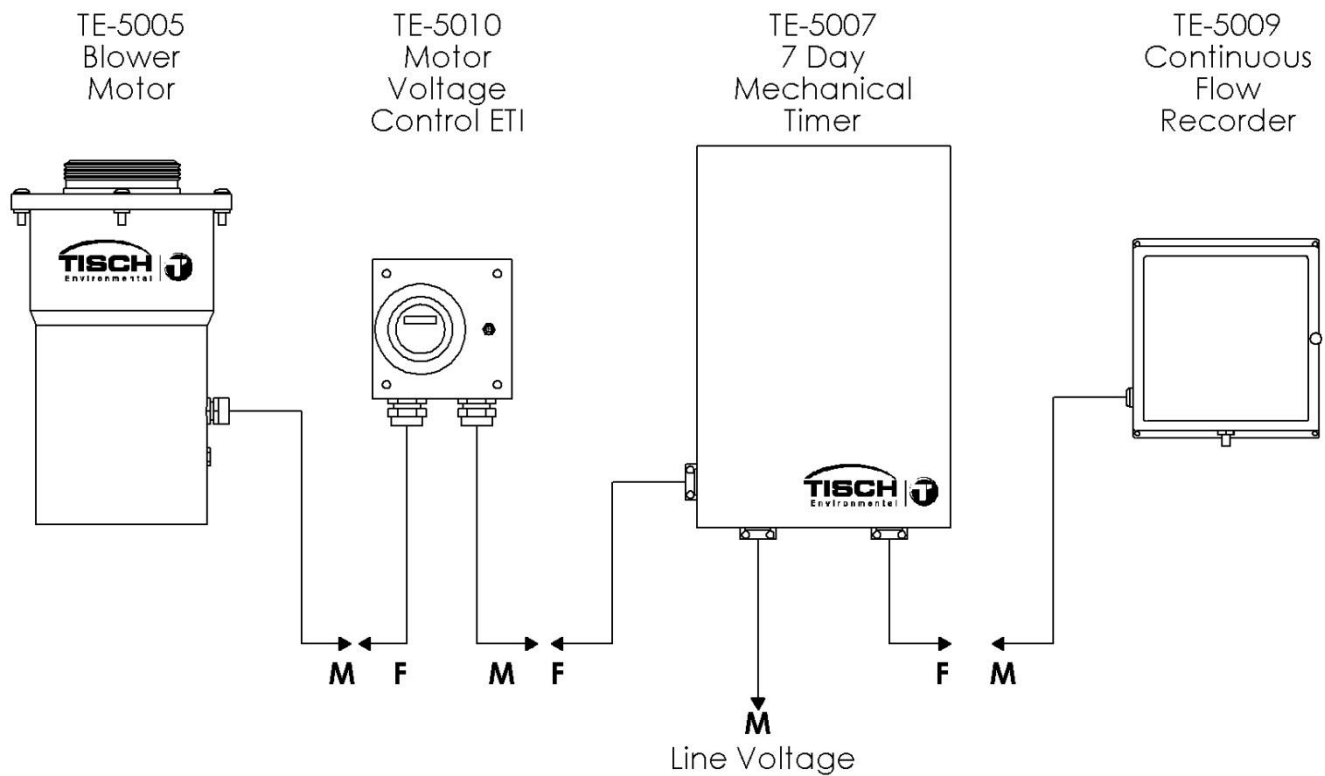 TE-5005
Blower
Motor
TE-5010
Motor
Voltage
Control ETI
TE-5007
7 Day
Mechanical
Timer
TE-5009
Continuous
Flow
Recorder
TISCH
Environmental
TISCH
Environmental
M F
M F
F M
M
Line Voltage